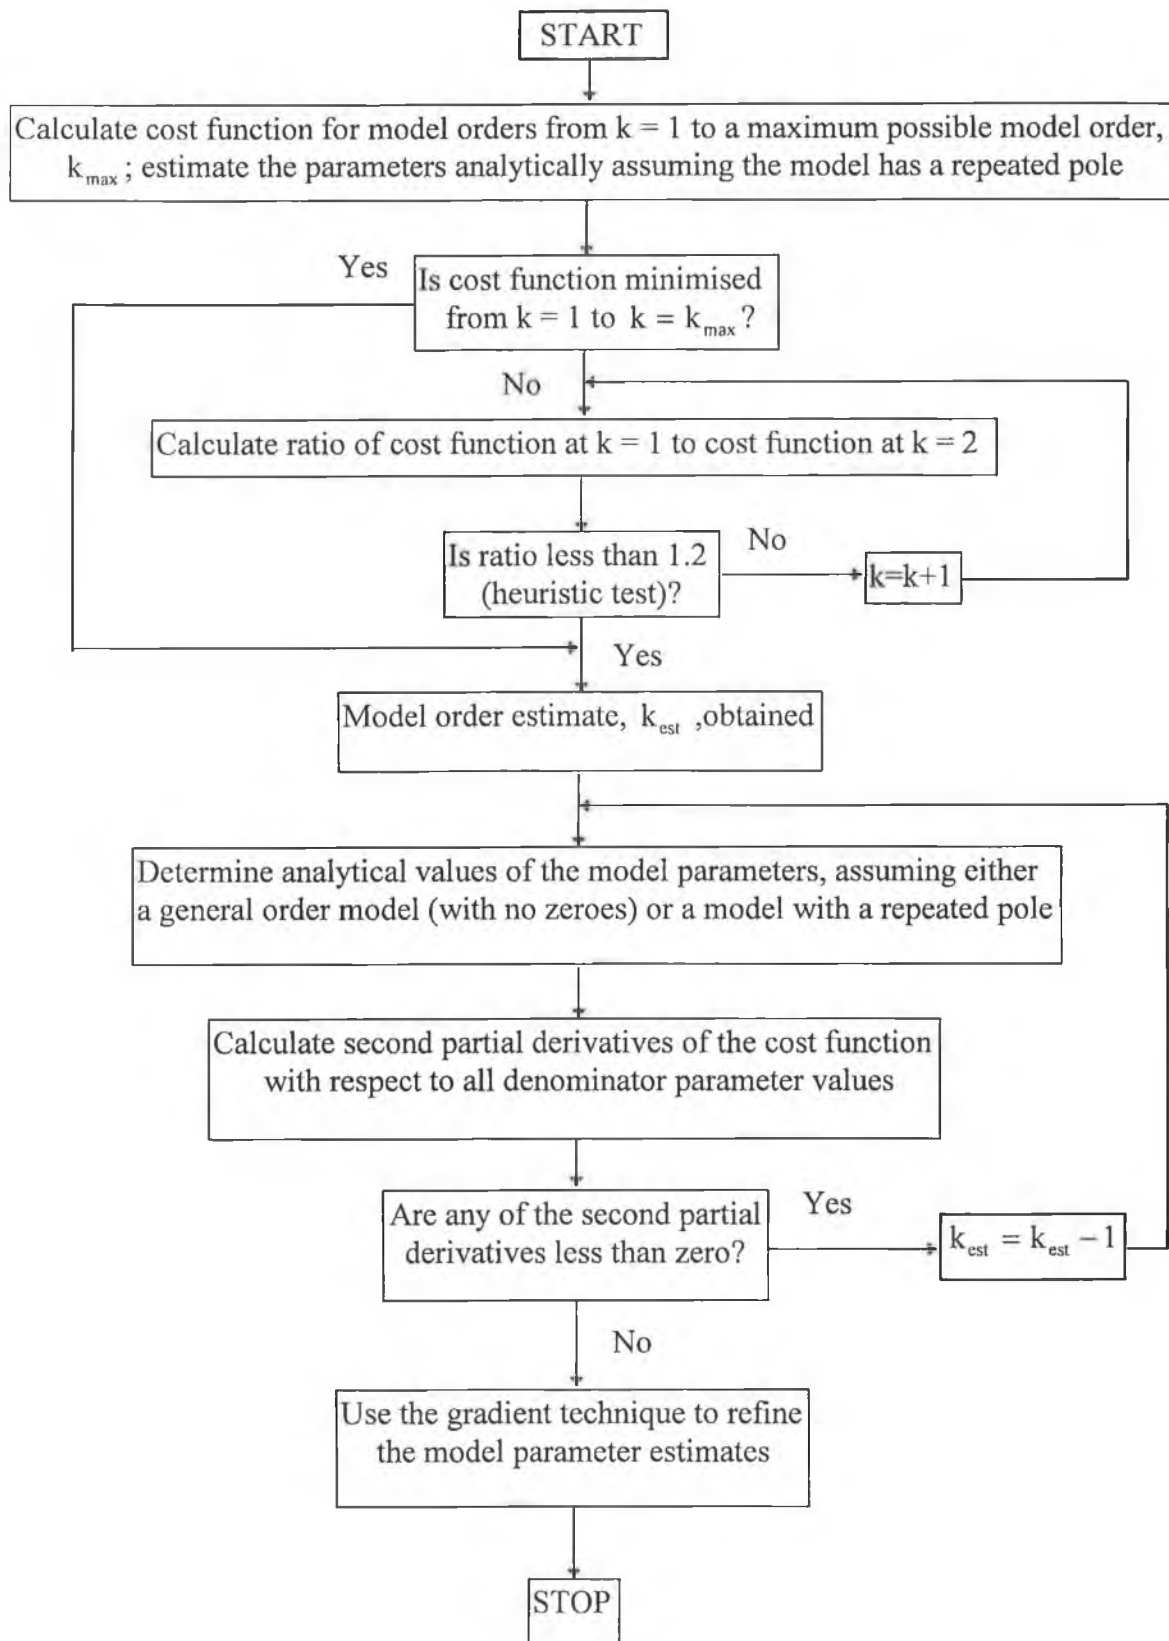 START
Calculate cost function for model orders from k = 1 to a maximum possible model order,
k_max ; estimate the parameters analytically assuming the model has a repeated pole
Yes
Is cost function minimised
from k = 1 to k = k_max ?
No
Calculate ratio of cost function at k = 1 to cost function at k = 2
Is ratio less than 1.2
(heuristic test)?
No
k=k+1
Yes
Model order estimate, k_est ,obtained
Determine analytical values of the model parameters, assuming either
a general order model (with no zeroes) or a model with a repeated pole
Calculate second partial derivatives of the cost function
with respect to all denominator parameter values
Are any of the second partial
derivatives less than zero?
Yes
k_est = k_est − 1
No
Use the gradient technique to refine
the model parameter estimates
STOP